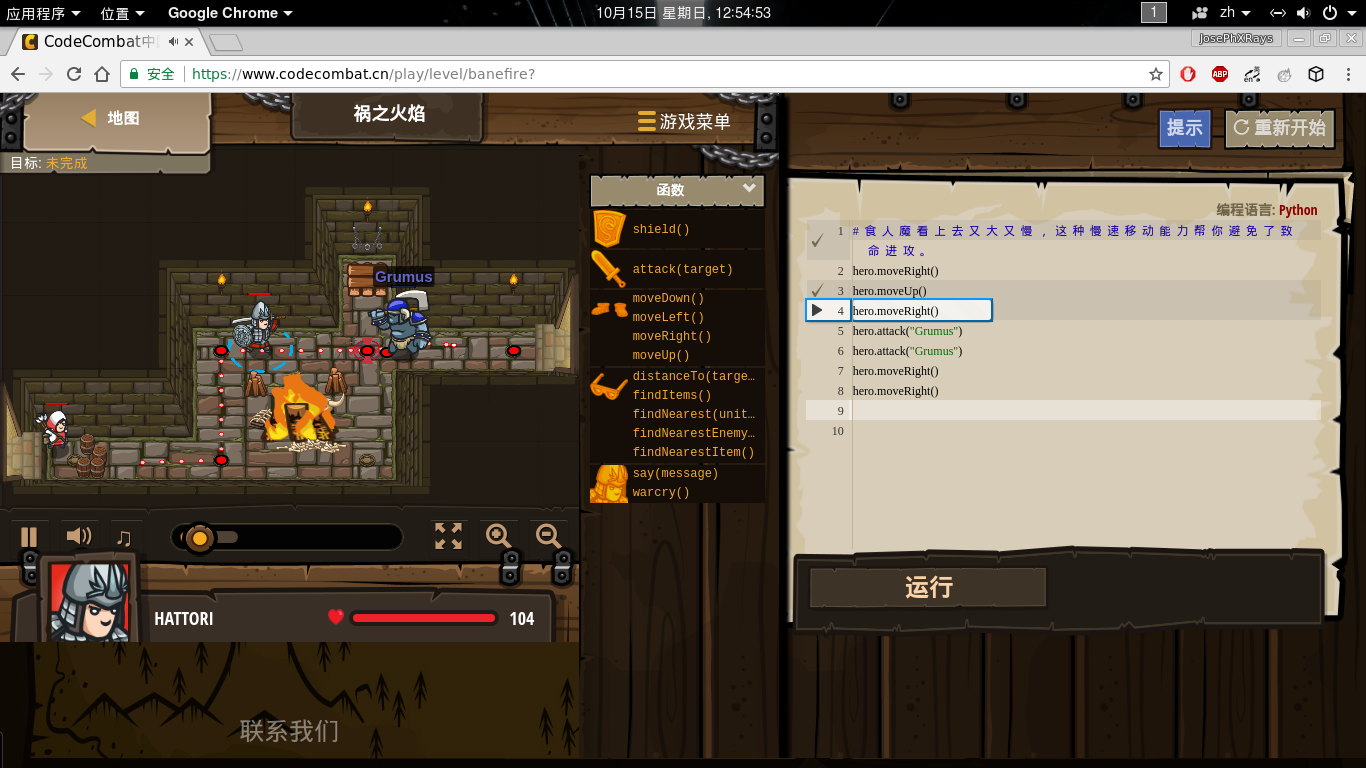 应用程序 位置 Google Chrome 10月15日 星期日, 12:54:53 1 zh
CodeCombat中 JosePhXRays
安全 https://www.codecombat.cn/play/level/banefire? ABP en
地图 祸之火焰 游戏菜单 提示 重新开始
目标: 未完成
函数
编程语言: Python
shield()
attack(target)
moveDown()
moveLeft()
moveRight()
moveUp()
distanceTo(targe…
findItems()
findNearest(unit…
findNearestEnemy…
findNearestItem()
say(message)
warcry()
Grumus
1 #食人魔看上去又大又慢，这种慢速移动能力帮你避免了致
命进攻。
2 hero.moveRight()
3 hero.moveUp()
4 hero.moveRight()
5 hero.attack("Grumus")
6 hero.attack("Grumus")
7 hero.moveRight()
8 hero.moveRight()
9
10
运行
HATTORI 104
联系我们